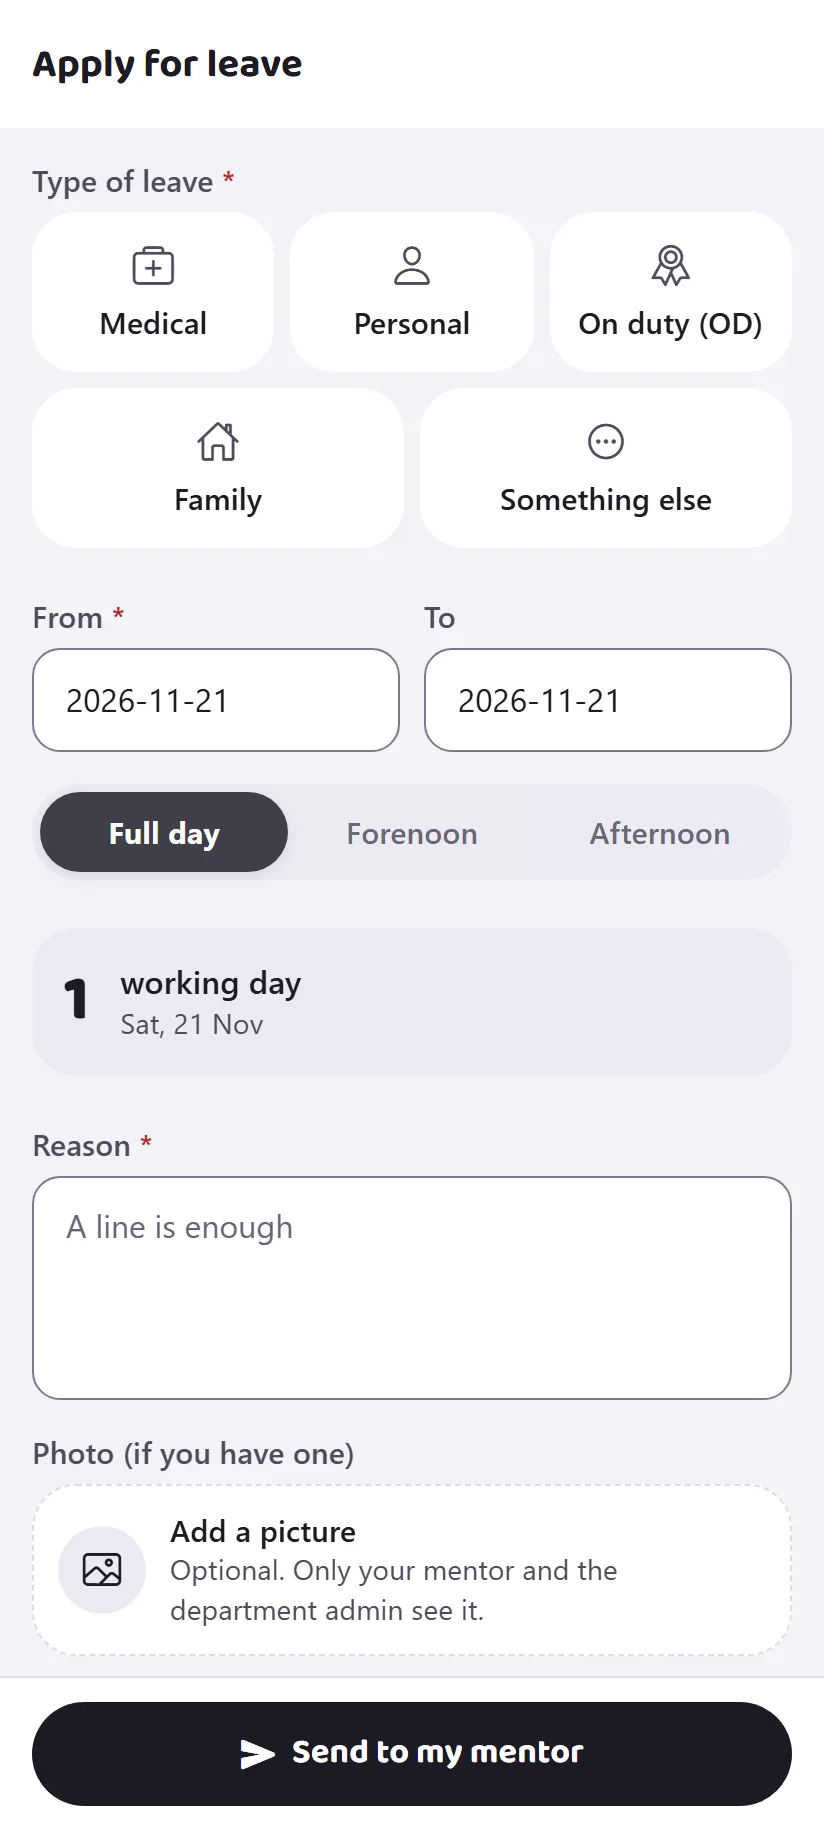 Apply for leave
Type of leave *
Medical
Personal
On duty (OD)
Family
Something else
From *
To
2026-11-21
2026-11-21
Full day
Forenoon
Afternoon
1
working day
Sat, 21 Nov
Reason *
A line is enough
Photo (if you have one)
Add a picture
Optional. Only your mentor and the
department admin see it.
Send to my mentor